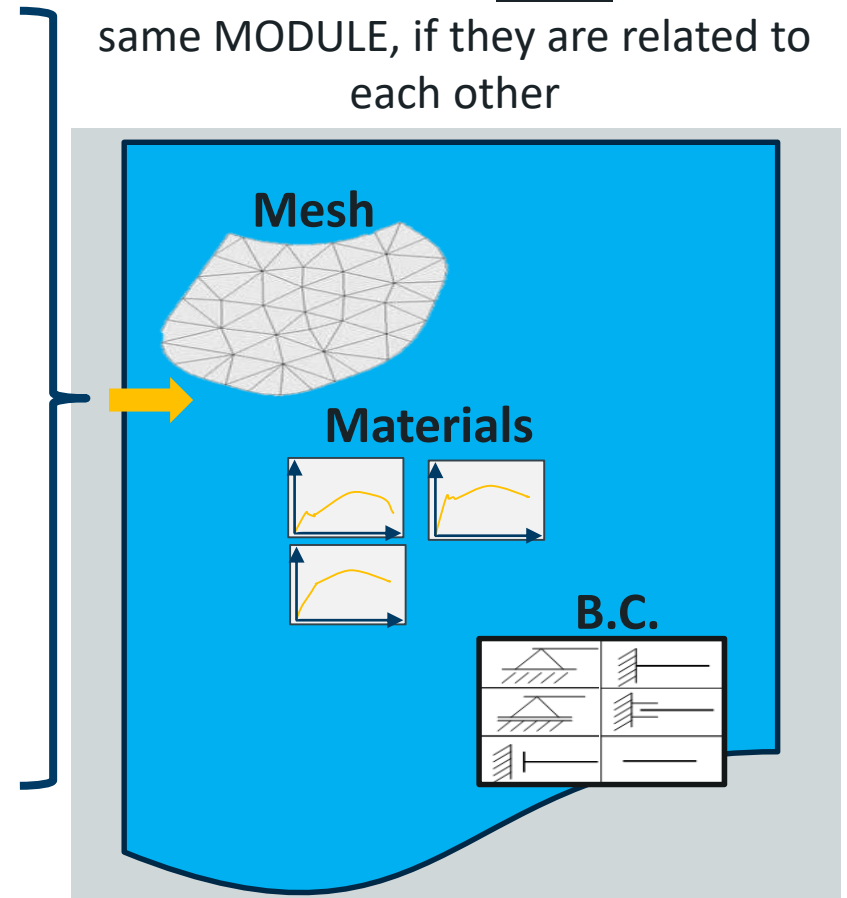 same MODULE, if they are related to
each other
Mesh
Materials
B.C.